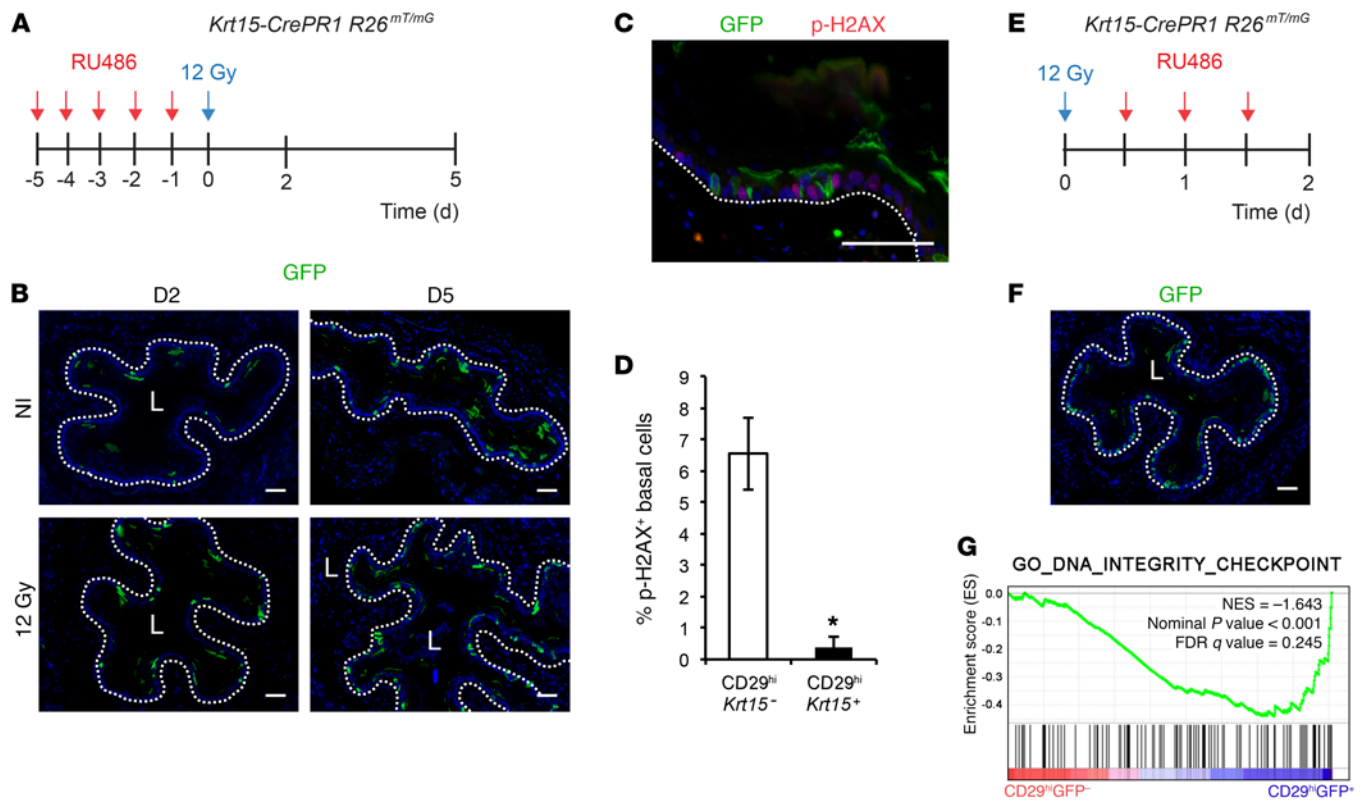 A
Krt15-CrePR1 R26mT/mG
RU486
12 Gy
-5 -4 -3 -2 -1 0 2 5
Time (d)
B
GFP
D2 D5
NI
L
12 Gy
L
L
L
C
GFP p-H2AX
D
% p-H2AX+ basal cells
9
8
7
6
5
4
3
2
1
0
*
CD29hi Krt15-
CD29hi Krt15+
E
Krt15-CrePR1 R26mT/mG
12 Gy
RU486
0 1 2
Time (d)
F
GFP
L
G
GO_DNA_INTEGRITY_CHECKPOINT
Enrichment score (ES)
0.0
-0.1
-0.2
-0.3
-0.4
NES = –1.643
Nominal P value < 0.001
FDR q value = 0.245
CD29hiGFP– CD29hiGFP+